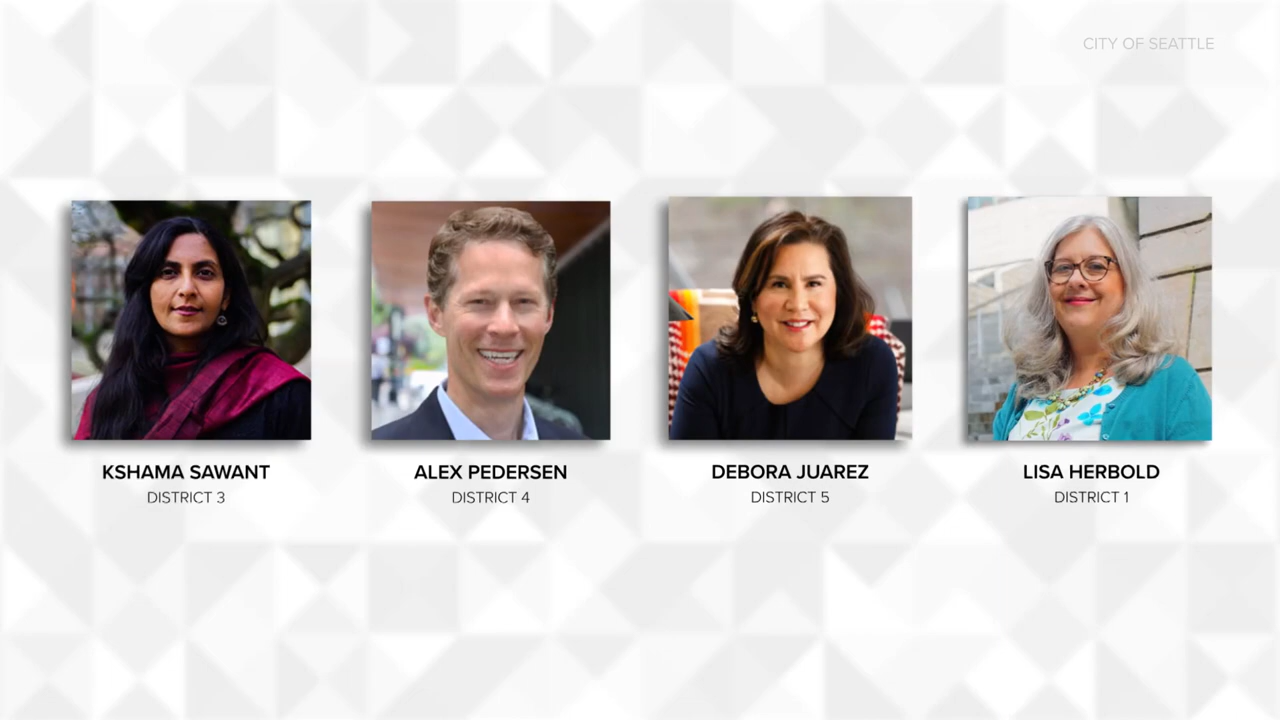 CITY OF SEATTLE
KSHAMA SAWANT
DISTRICT 3
ALEX PEDERSEN
DISTRICT 4
DEBORA JUAREZ
DISTRICT 5
LISA HERBOLD
DISTRICT 1